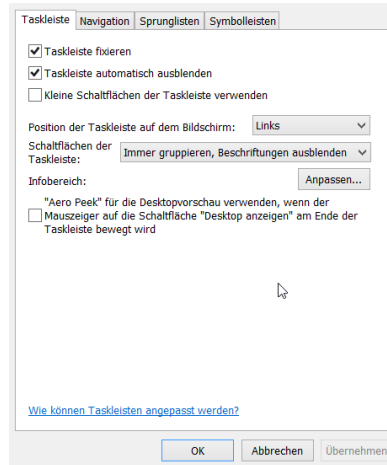 Taskleiste Navigation Sprunglisten Symbolleisten
Taskleiste fixieren
Taskleiste automatisch ausblenden
Kleine Schaltflächen der Taskleiste verwenden
Position der Taskleiste auf dem Bildschirm: Links
Schaltflächen der
Taskleiste: Immer gruppieren, Beschriftungen ausblenden
Infobereich: Anpassen...
"Aero Peek" für die Desktopvorschau verwenden, wenn der
Mauszeiger auf die Schaltfläche "Desktop anzeigen" am Ende der
Taskleiste bewegt wird
Wie können Taskleisten angepasst werden?
OK Abbrechen Übernehmen